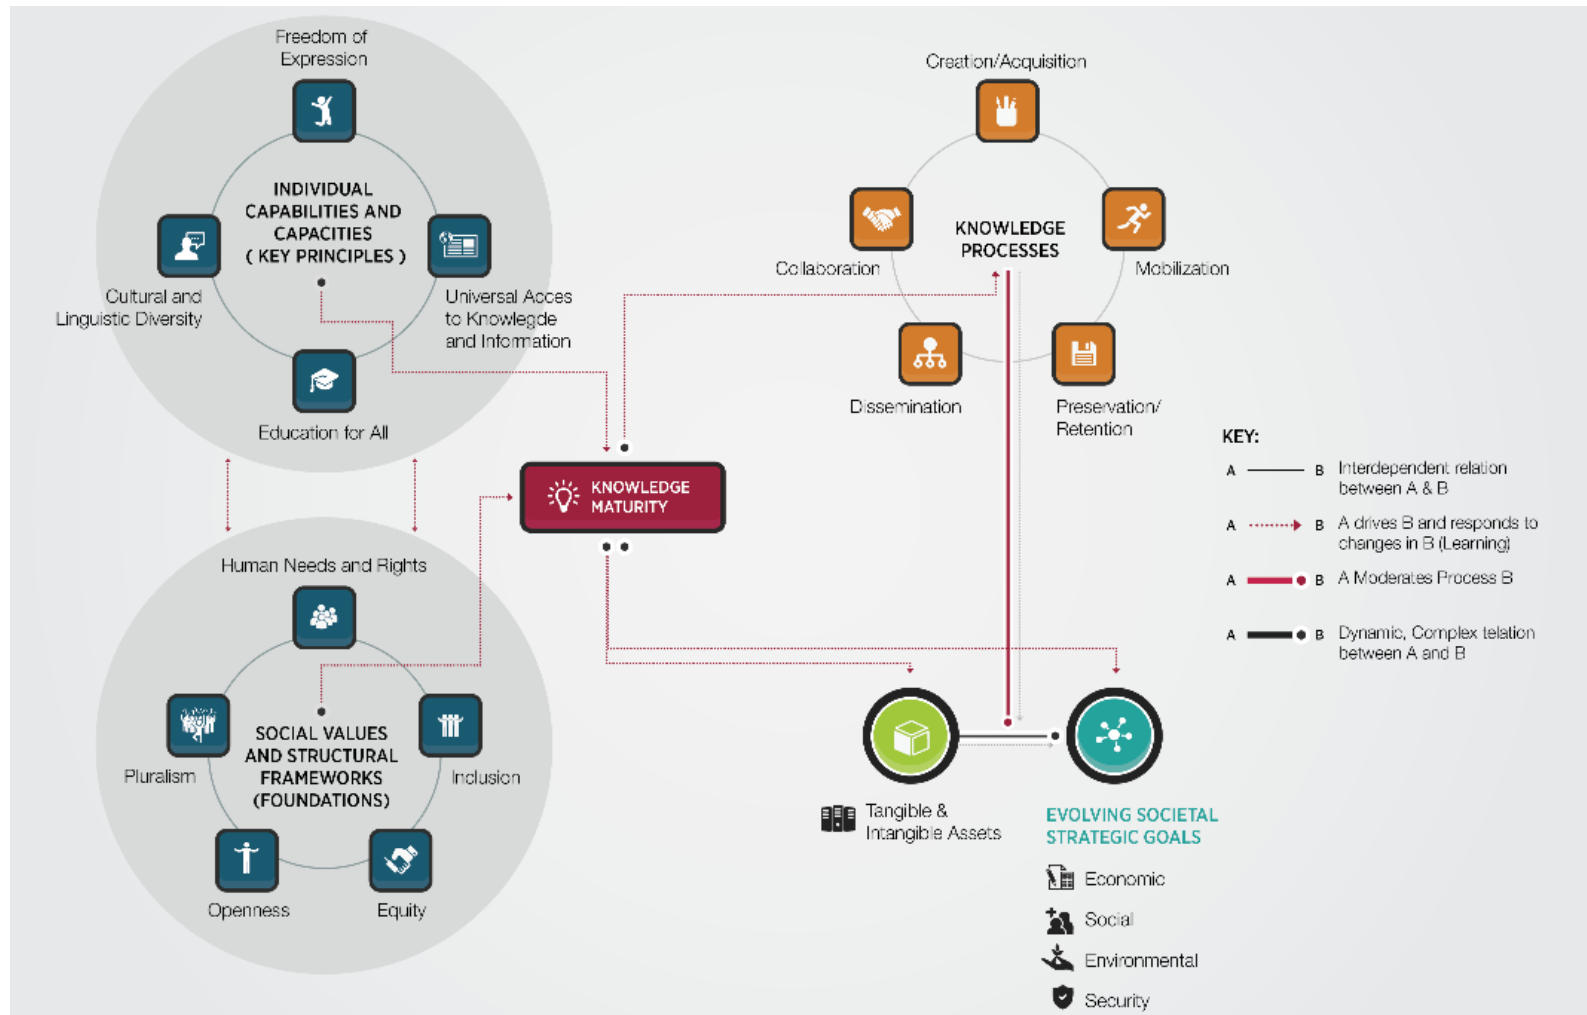 Freedom of
Expression
INDIVIDUAL
CAPABILITIES AND
CAPACITIES
( KEY PRINCIPLES )
Cultural and
Linguistic Diversity
Universal Acces
to Knowlegde
and Information
Education for All
Creation/Acquisition
KNOWLEDGE
PROCESSES
Collaboration
Mobilization
Dissemination
Preservation/
Retention
KNOWLEDGE
MATURITY
KEY:
A B Interdependent relation
between A & B
A B A drives B and responds to
changes in B (Learning)
A B A Moderates Process B
A B Dynamic, Complex telation
between A and B
Human Needs and Rights
SOCIAL VALUES
AND STRUCTURAL
FRAMEWORKS
(FOUNDATIONS)
Pluralism
Inclusion
Openness
Equity
Tangible &
Intangible Assets
EVOLVING SOCIETAL
STRATEGIC GOALS
Economic
Social
Environmental
Security